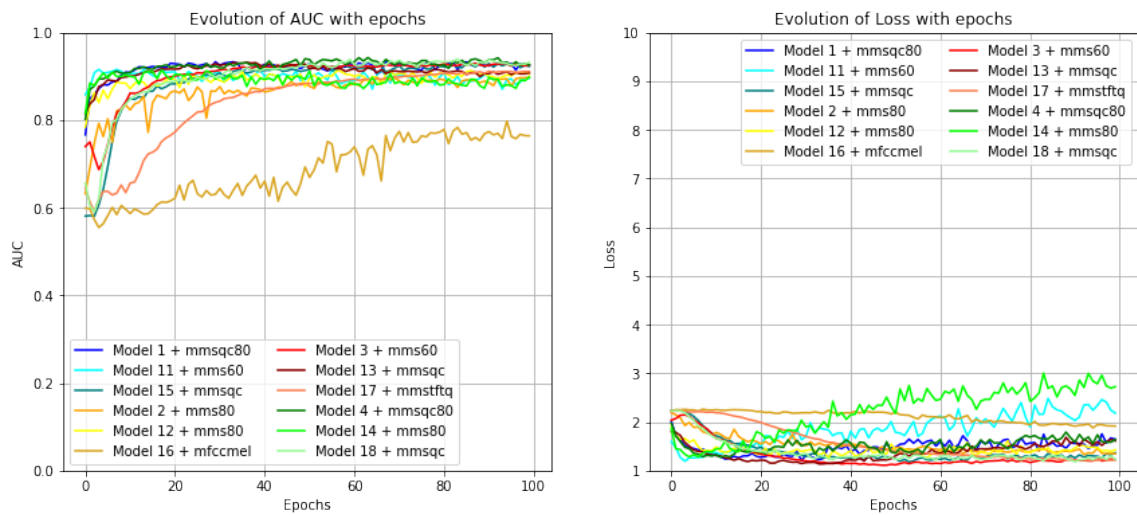 Evolution of AUC with epochs
1.0
0.8
0.6
0.4
0.2
0.0
AUC
0
20
40
60
80
100
Epochs
Model 1 + mmsqc80
Model 11 + mms60
Model 15 + mmsqc
Model 2 + mms80
Model 12 + mms80
Model 16 + mfccmel
Model 3 + mms60
Model 13 + mmsqc
Model 17 + mmstftq
Model 4 + mmsqc80
Model 14 + mms80
Model 18 + mmsqc
Evolution of Loss with epochs
10
9
8
7
6
5
4
3
2
1
Loss
0
20
40
60
80
100
Epochs
Model 1 + mmsqc80
Model 11 + mms60
Model 15 + mmsqc
Model 2 + mms80
Model 12 + mms80
Model 16 + mfccmel
Model 3 + mms60
Model 13 + mmsqc
Model 17 + mmstftq
Model 4 + mmsqc80
Model 14 + mms80
Model 18 + mmsqc